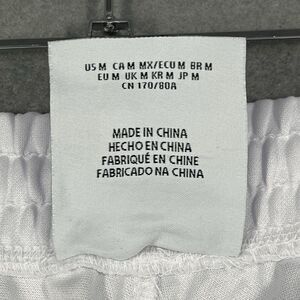 US M CA M MX/ECU M BR M
EU M UK M KR M JP M
CN 170/80A
MADE IN CHINA
HECHO EN CHINA
FABRIQUÉ EN CHINE
FABRICADO NA CHINA